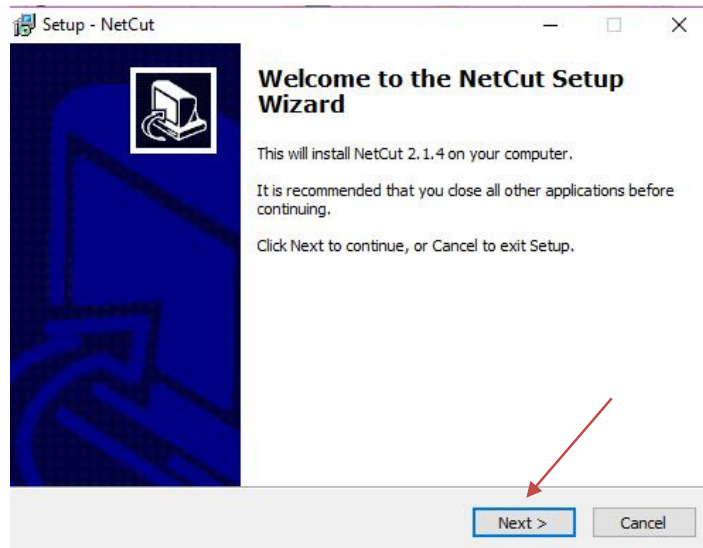 Setup - NetCut
Welcome to the NetCut Setup
Wizard
This will install NetCut 2.1.4 on your computer.
It is recommended that you close all other applications before
continuing.
Click Next to continue, or Cancel to exit Setup.
Next >
Cancel